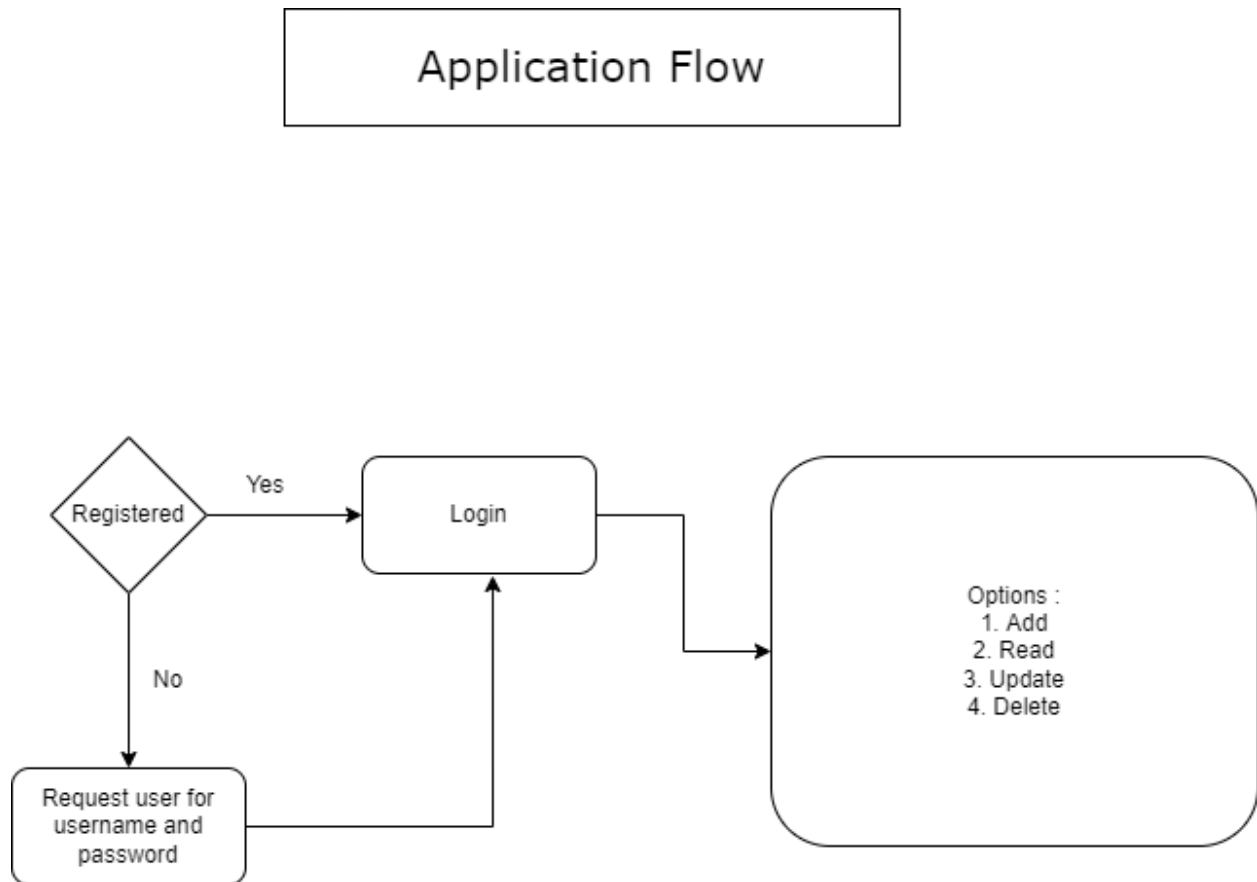 Application Flow
Registered
Yes
Login
No
Request user for
username and
password
Options :
1. Add
2. Read
3. Update
4. Delete